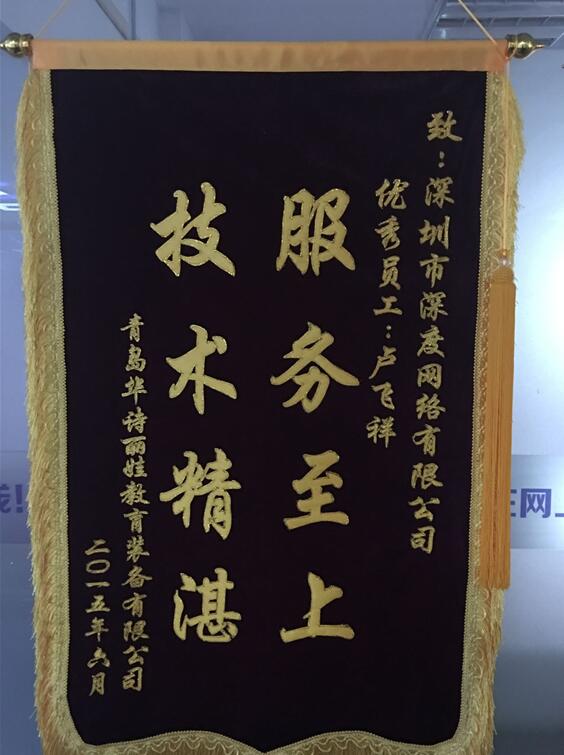 致：深圳市深度网络有限公司
优秀员工：卢飞祥
服务至上
技术精湛
青岛华诗丽娃教育装备有限公司
二〇一五年六月
网上